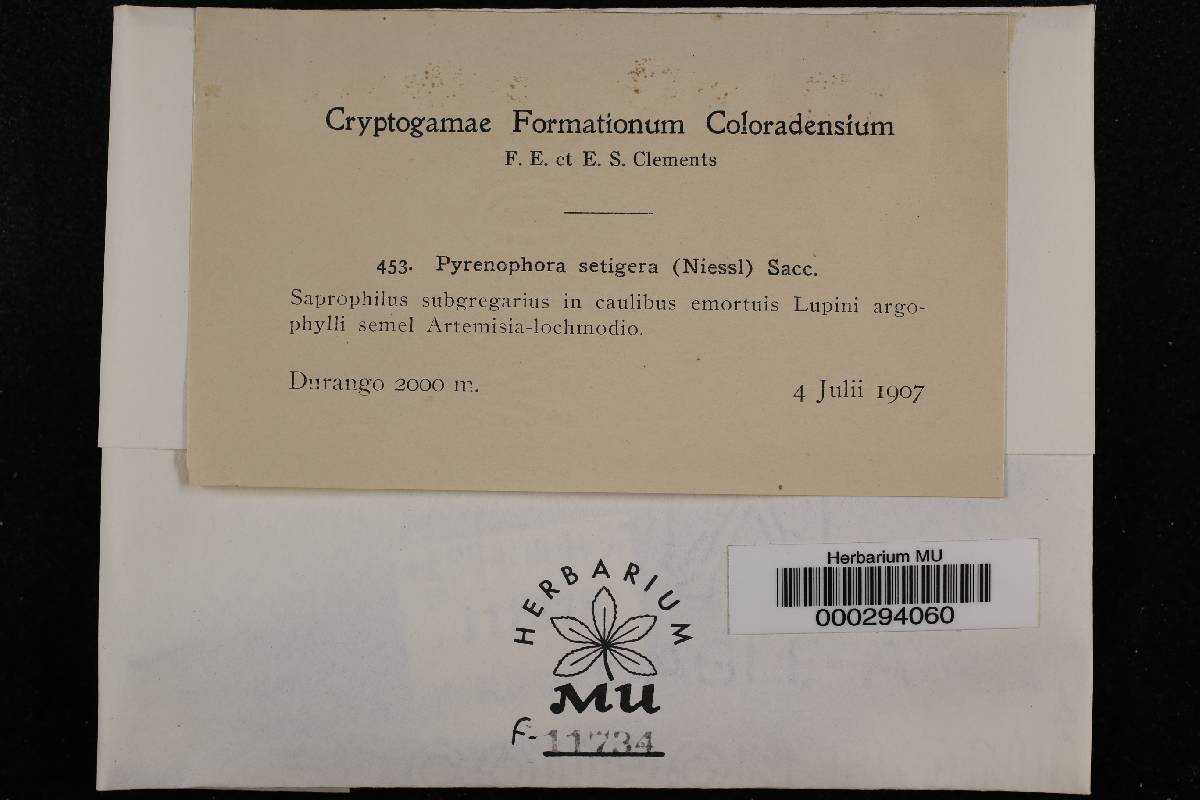 Cryptogamae Formationum Coloradensium
F. E. et E. S. Clements
453. Pyrenophora setigera (Niessl) Sacc.
Saprophilus subgregarius in caulibus emortuis Lupini argo-
phylli semel Artemisia-lochmodio.
Durango 2000 m.
4 Julii 1907
Herbarium MU
000294060
HERBARIUM
MU
F-11734